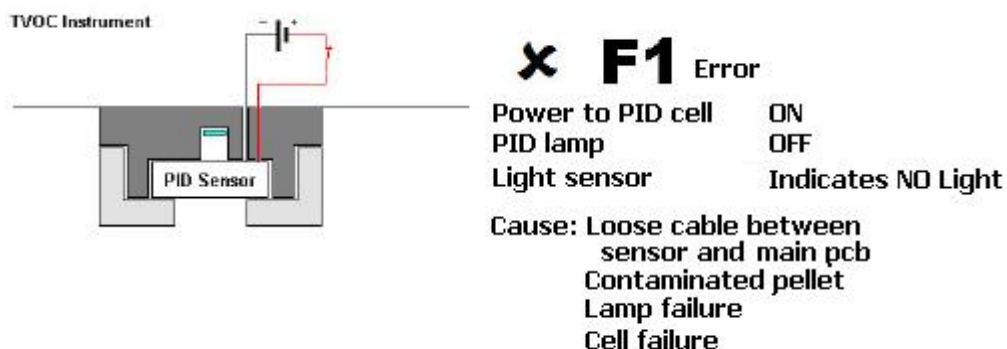 TVOC Instrument
- +
PID Sensor
✘ F1 Error
Power to PID cell ON
PID lamp OFF
Light sensor Indicates NO Light
Cause: Loose cable between
sensor and main pcb
Contaminated pellet
Lamp failure
Cell failure